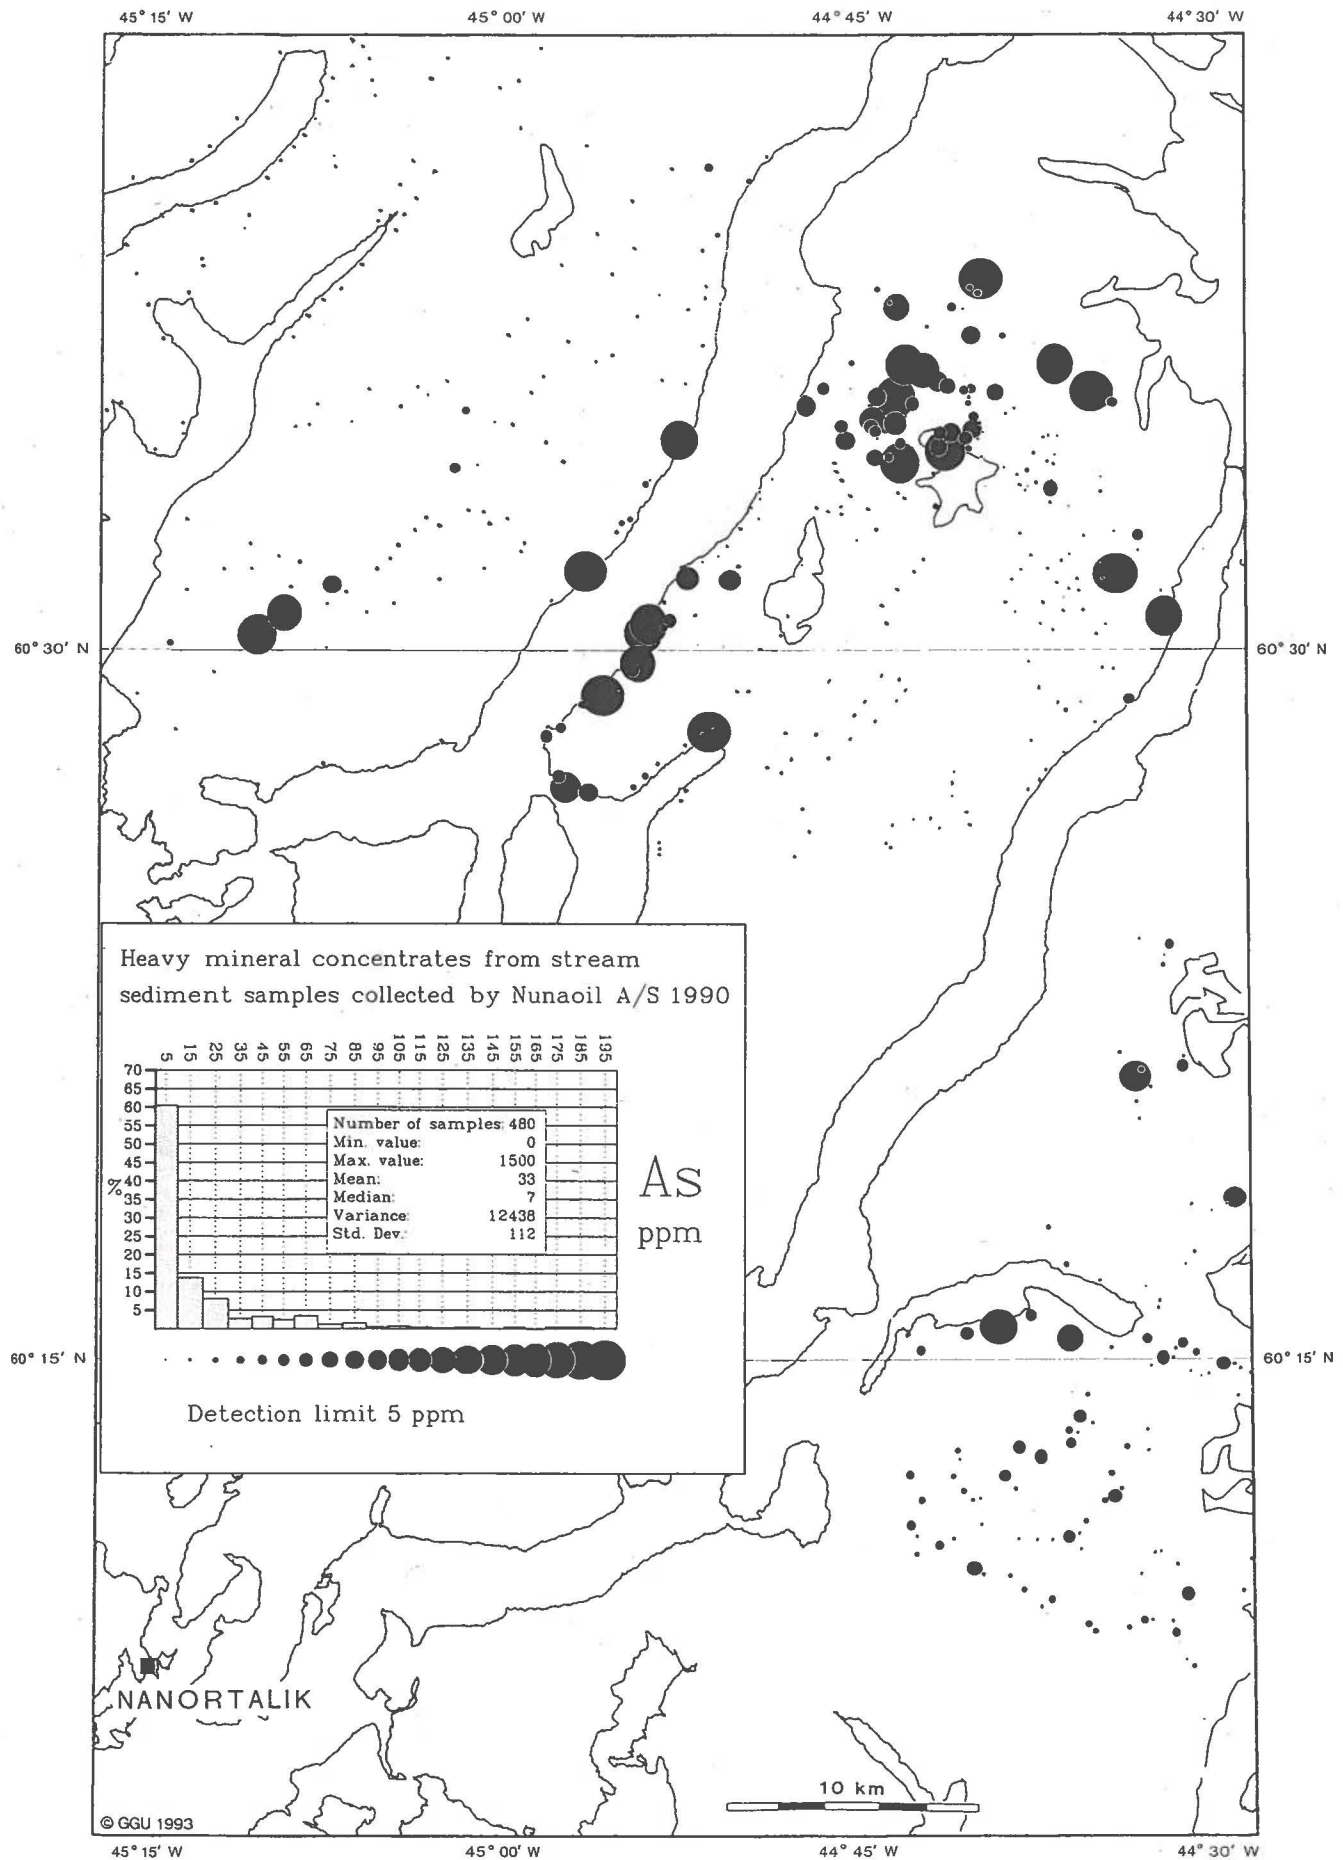 45° 15′ W 45° 00′ W 44° 45′ W 44° 30′ W
60° 30′ N 60° 30′ N
Heavy mineral concentrates from stream
sediment samples collected by Nunaoil A/S 1990
5 15 25 35 45 55 65 75 85 95 105 115 125 135 145 155 165 175 185 195
70
65
60
55
50
45
% 40
35
30
25
20
15
10
5
Number of samples: 480
Min. value: 0
Max. value: 1500
Mean: 33
Median: 7
Variance: 12438
Std. Dev.: 112
As
ppm
60° 15′ N 60° 15′ N
Detection limit 5 ppm
NANORTALIK
10 km
© GGU 1993
45° 15′ W 45° 00′ W 44° 45′ W 44° 30′ W